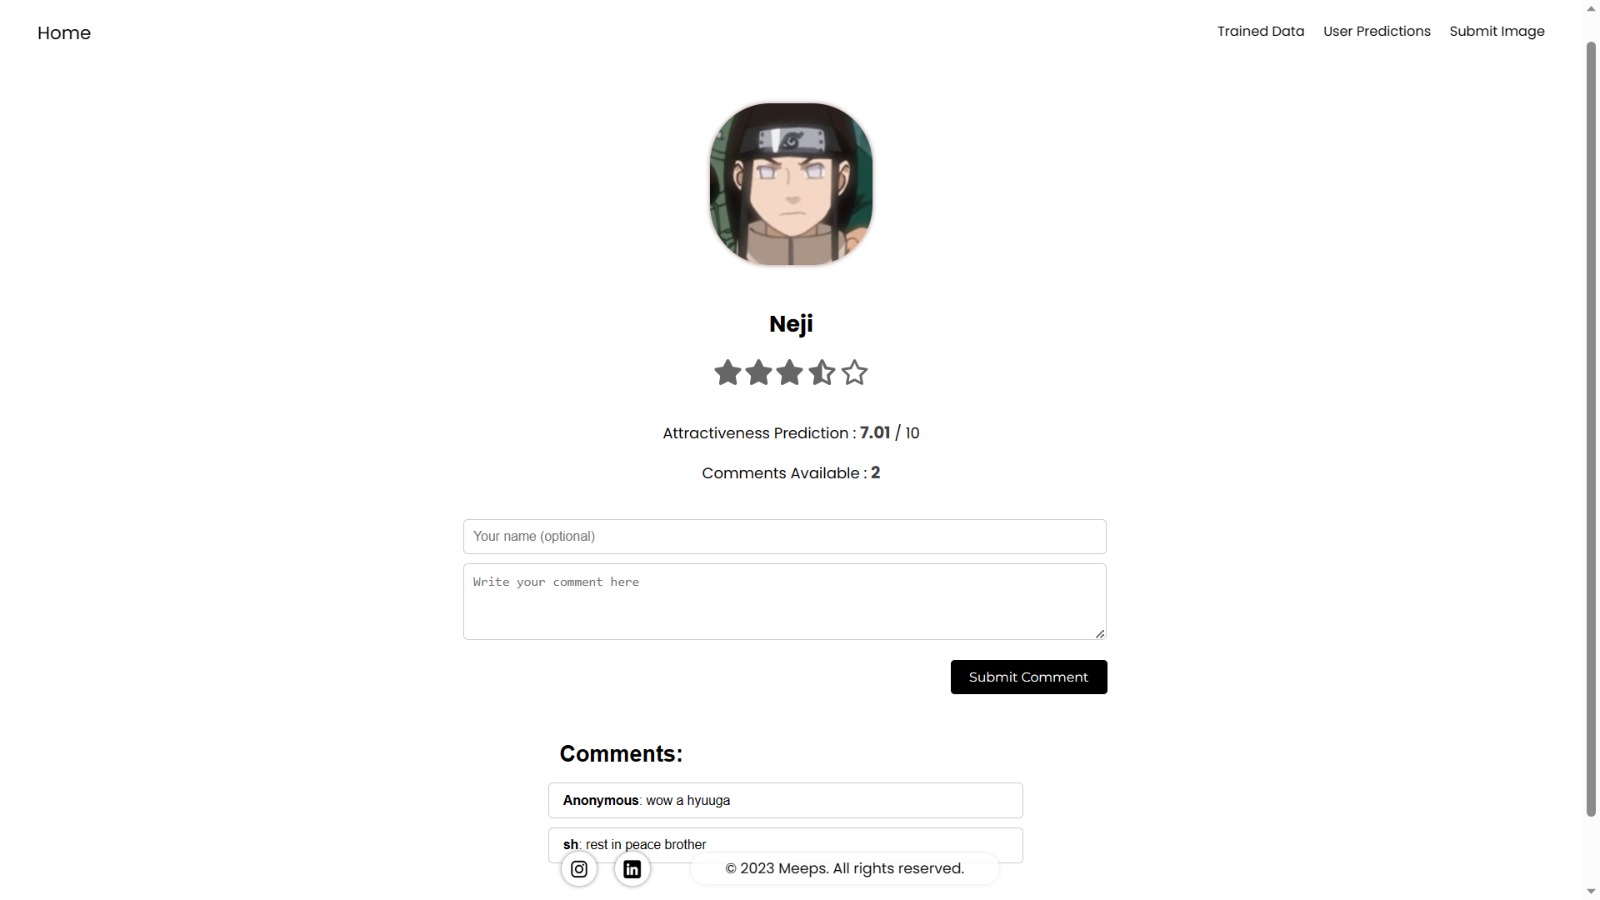 Home
Trained Data
User Predictions
Submit Image
Neji
Attractiveness Prediction : 7.01 / 10
Comments Available : 2
Your name (optional)
Write your comment here
Submit Comment
Comments:
Anonymous: wow a hyuuga
sh: rest in peace brother
in
© 2023 Meeps. All rights reserved.